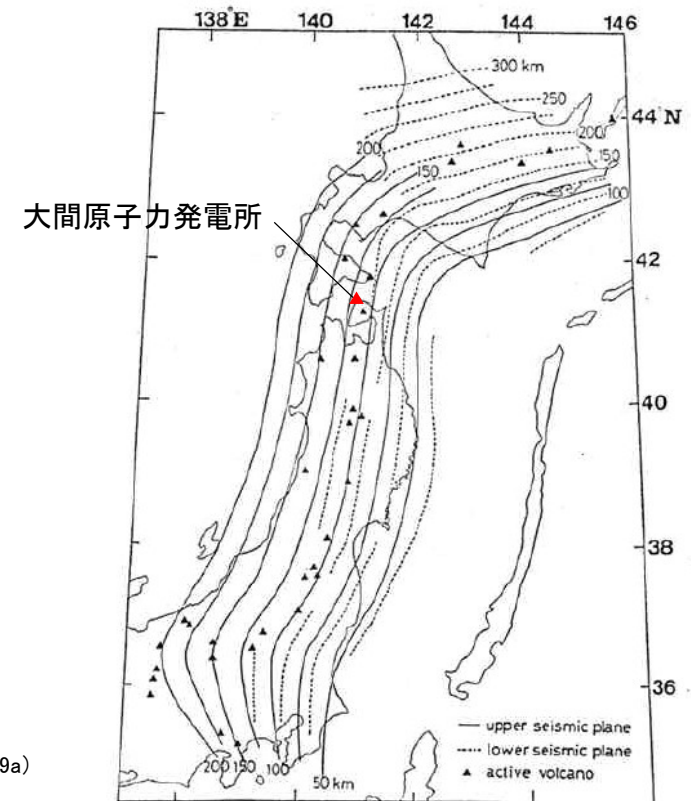 138°E 140 142 144 146
300 km
250
44°N
200
200
150
150
100
大間原子力発電所
42
40
38
36
upper seismic plane
lower seismic plane
active volcano
9a)
200 150 100
50 km